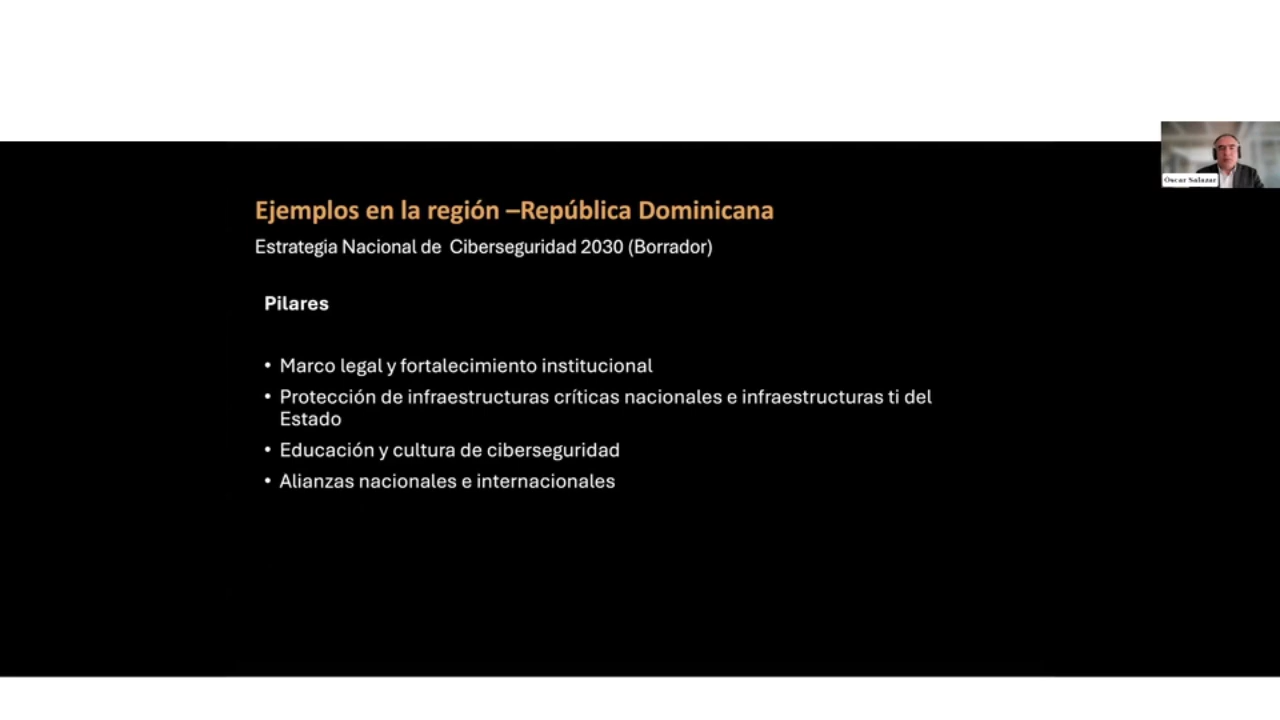 Ejemplos en la región –República Dominicana
Estrategia Nacional de Ciberseguridad 2030 (Borrador)
Pilares
• Marco legal y fortalecimiento institucional
• Protección de infraestructuras críticas nacionales e infraestructuras ti del
Estado
• Educación y cultura de ciberseguridad
• Alianzas nacionales e internacionales
Óscar Salazar